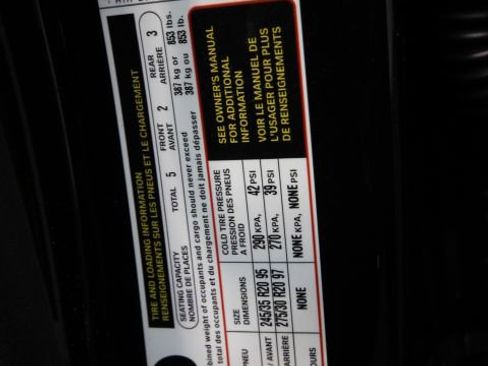 TIRE AND LOADING INFORMATION
RENSEIGNEMENTS SUR LES PNEUS ET LE CHARGEMENT
SEATING CAPACITY TOTAL 5 FRONT 2 REAR 3
NOMBRE DE PLACES AVANT ARRIÈRE
bined weight of occupants and cargo should never exceed 387 kg or 853 lbs.
total des occupants et du chargement ne doit jamais dépasser 387 kg ou 853 lb.
PNEU SIZE COLD TIRE PRESSURE
DIMENSIONS PRESSION DES PNEUS
A FROID
/ AVANT 245/35 R20 95 290 KPA, 42 PSI
ARRIÈRE 275/30 R20 97 270 KPA, 39 PSI
OURS NONE NONE KPA, NONE PSI
SEE OWNER'S MANUAL
FOR ADDITIONAL
INFORMATION
VOIR LE MANUEL DE
L'USAGER POUR PLUS
DE RENSEIGNEMENTS